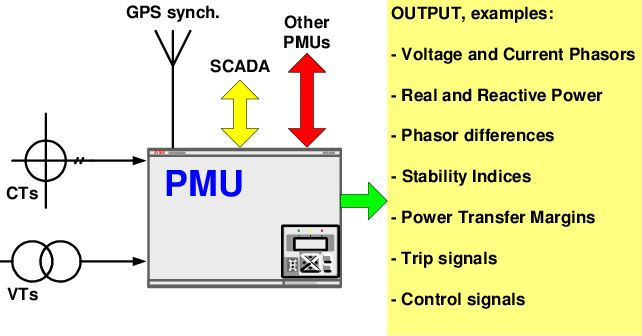 GPS synch.
Other
PMUs
SCADA
CTs
VTs
PMU
OUTPUT, examples:
- Voltage and Current Phasors
- Real and Reactive Power
- Phasor differences
- Stability Indices
- Power Transfer Margins
- Trip signals
- Control signals